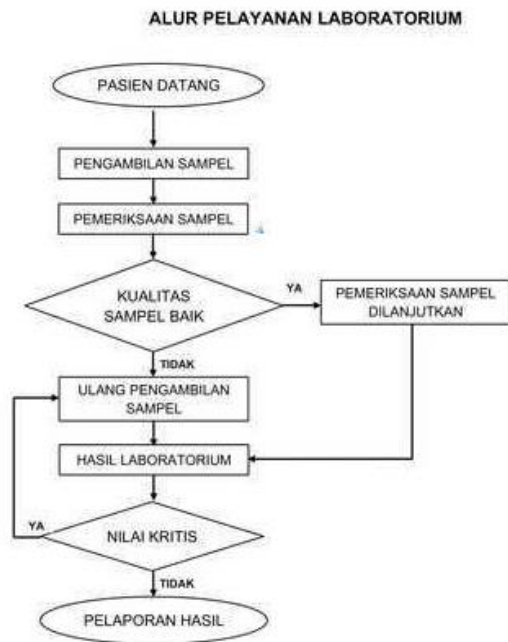 ALUR PELAYANAN LABORATORIUM
PASIEN DATANG
PENGAMBILAN SAMPEL
PEMERIKSAAN SAMPEL
KUALITAS
SAMPEL BAIK
YA
PEMERIKSAAN SAMPEL
DILANJUTKAN
TIDAK
ULANG PENGAMBILAN
SAMPEL
HASIL LABORATORIUM
YA
NILAI KRITIS
TIDAK
PELAPORAN HASIL